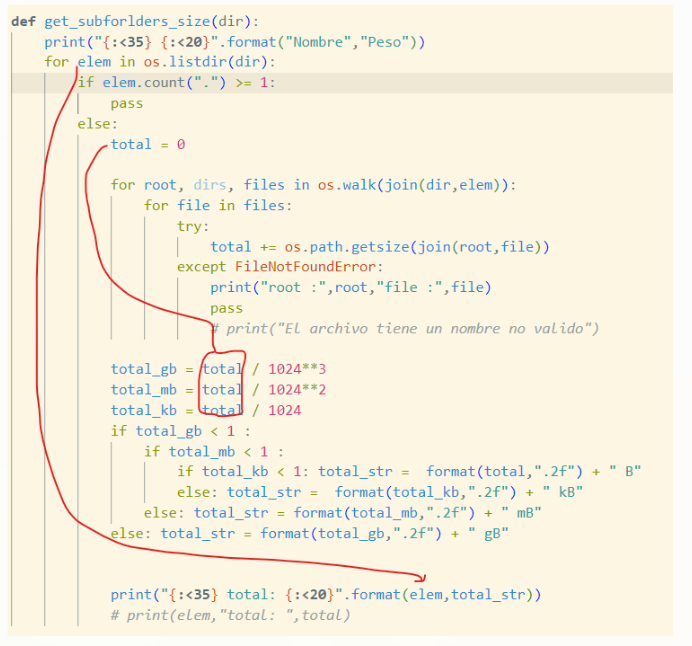 def get_subforlders_size(dir):
    print("{:<35} {:<20}".format("Nombre","Peso"))
    for elem in os.listdir(dir):
        if elem.count(".") >= 1:
            pass
        else:
            total = 0
            for root, dirs, files in os.walk(join(dir,elem)):
                for file in files:
                    try:
                        total += os.path.getsize(join(root,file))
                    except FileNotFoundError:
                        print("root :",root,"file :",file)
                        pass
                        # print("El archivo tiene un nombre no valido")
            total_gb = total / 1024**3
            total_mb = total / 1024**2
            total_kb = total / 1024
            if total_gb < 1 :
                if total_mb < 1 :
                    if total_kb < 1: total_str =  format(total,".2f") + " B"
                    else: total_str =  format(total_kb,".2f") + " kB"
                else: total_str = format(total_mb,".2f") + " mB"
            else: total_str = format(total_gb,".2f") + " gB"
            print("{:<35} total: {:<20}".format(elem,total_str))
            # print(elem,"total: ",total)